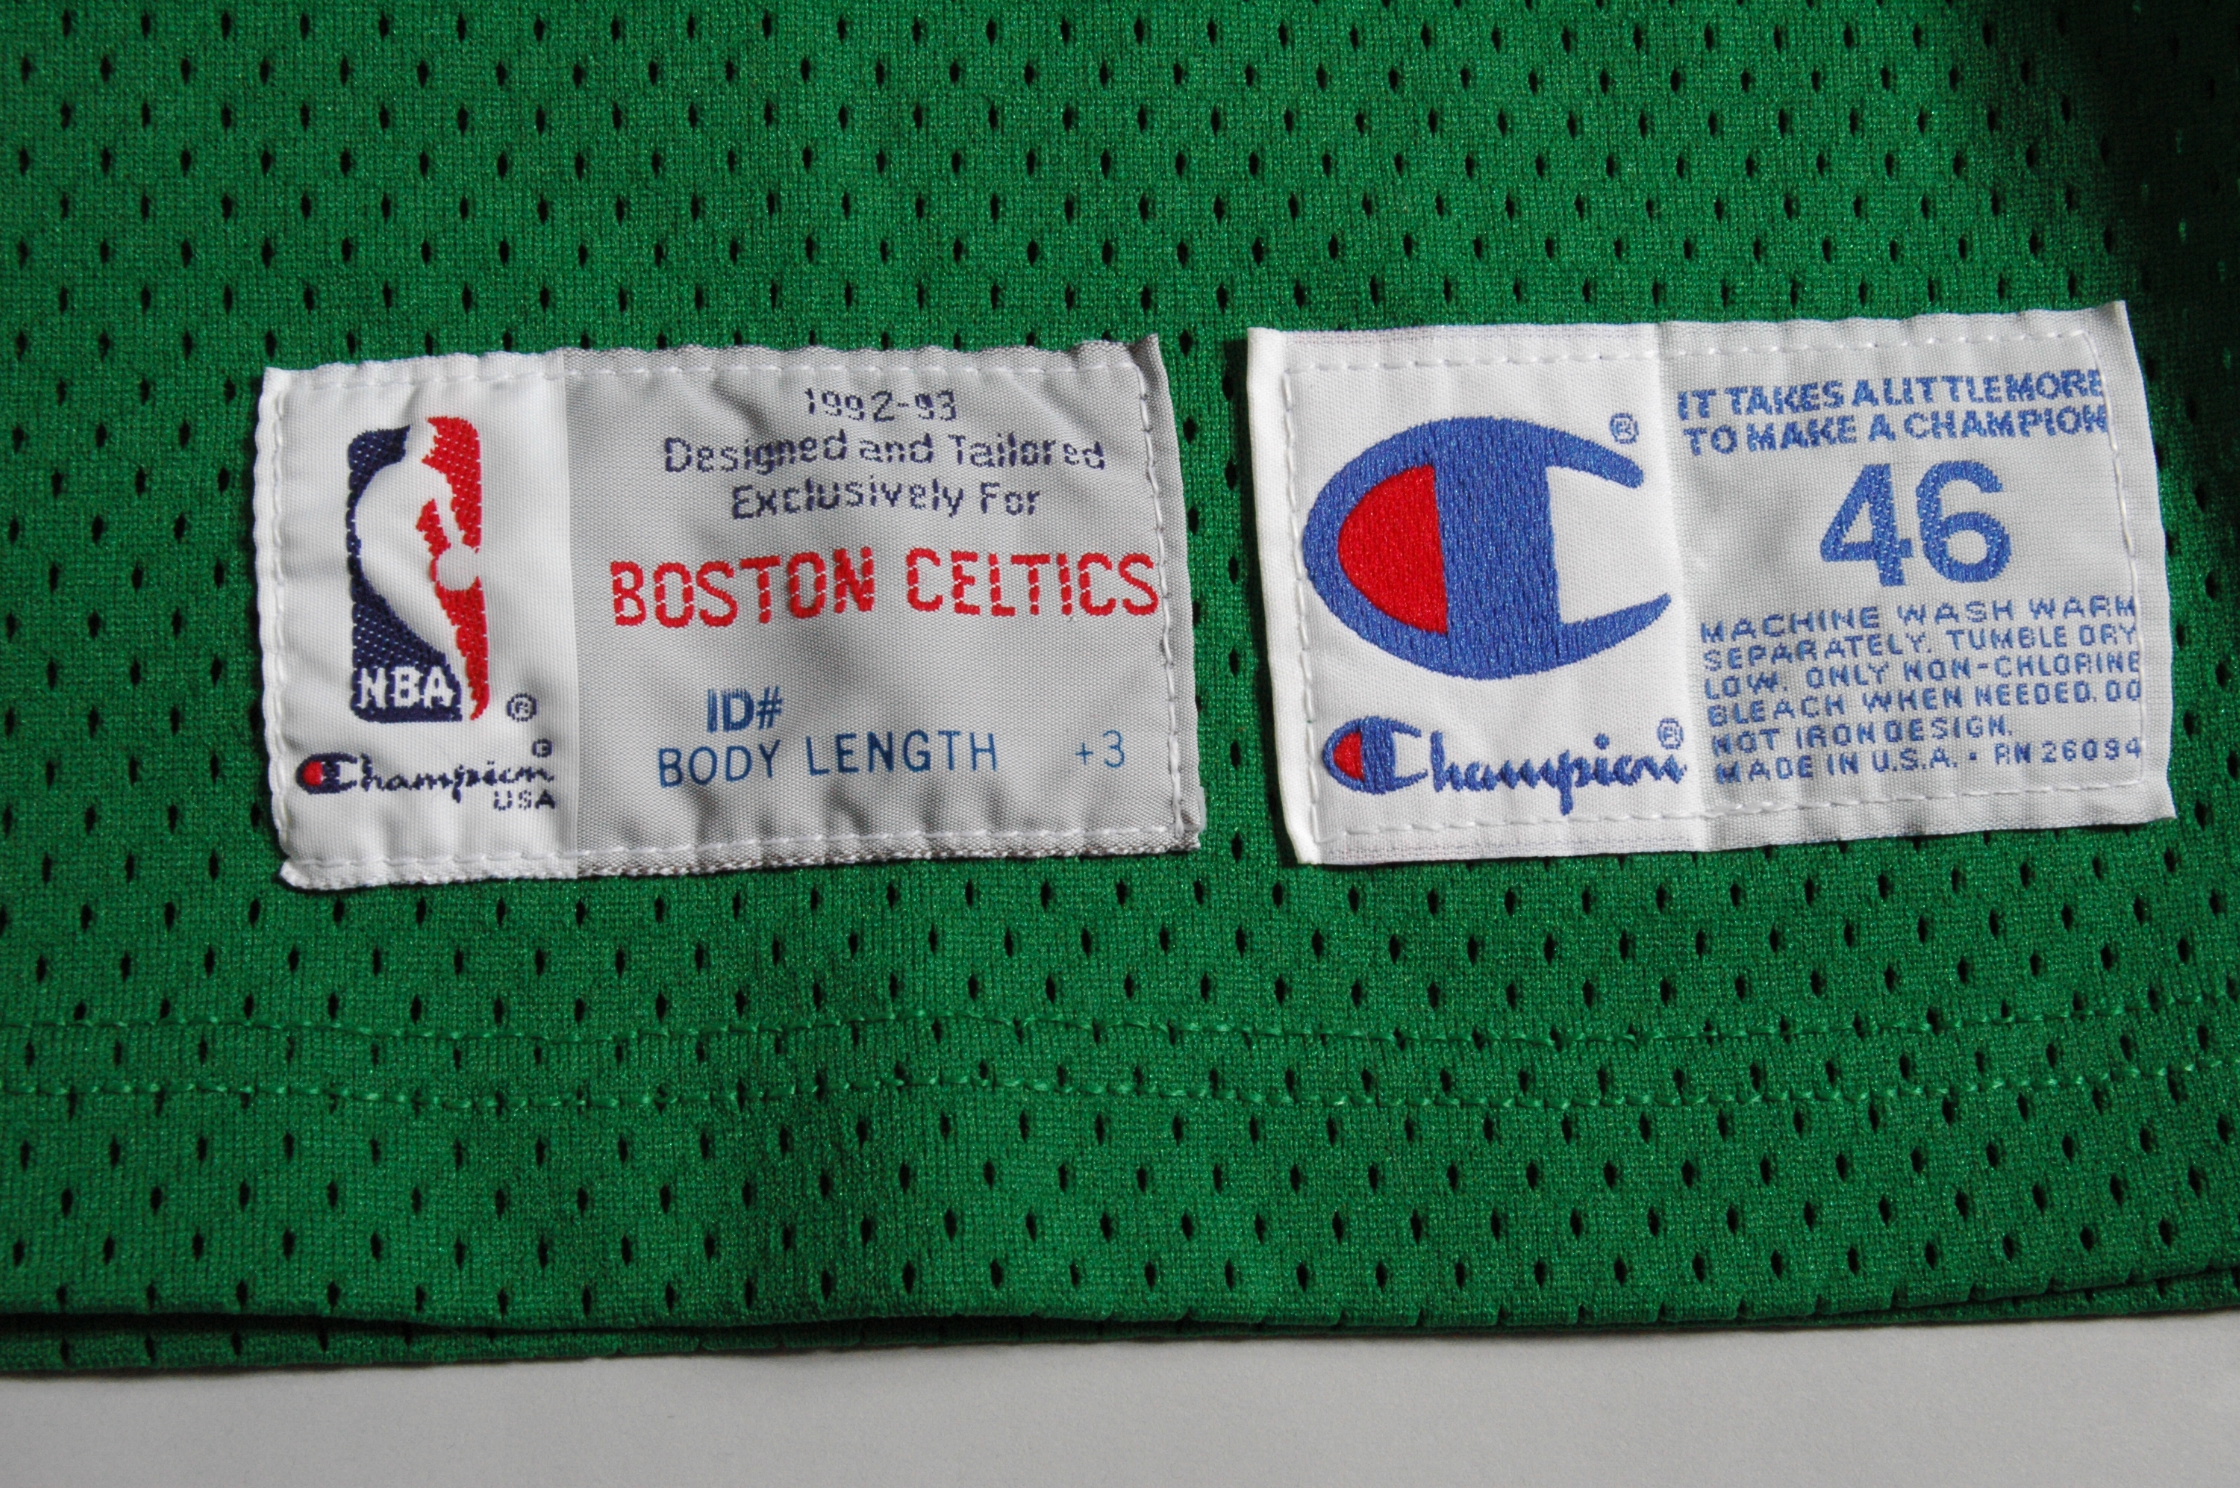 1992-93
Designed and Tailored
Exclusively For
BOSTON CELTICS
ID#
BODY LENGTH +3
NBA
®
Champion
USA
IT TAKES A LITTLE MORE
TO MAKE A CHAMPION
46
MACHINE WASH WARM
SEPARATELY. TUMBLE DRY
LOW. ONLY NON-CHLORINE
BLEACH WHEN NEEDED. DO
NOT IRON DESIGN.
MADE IN U.S.A. • RN 26094
®
Champion®